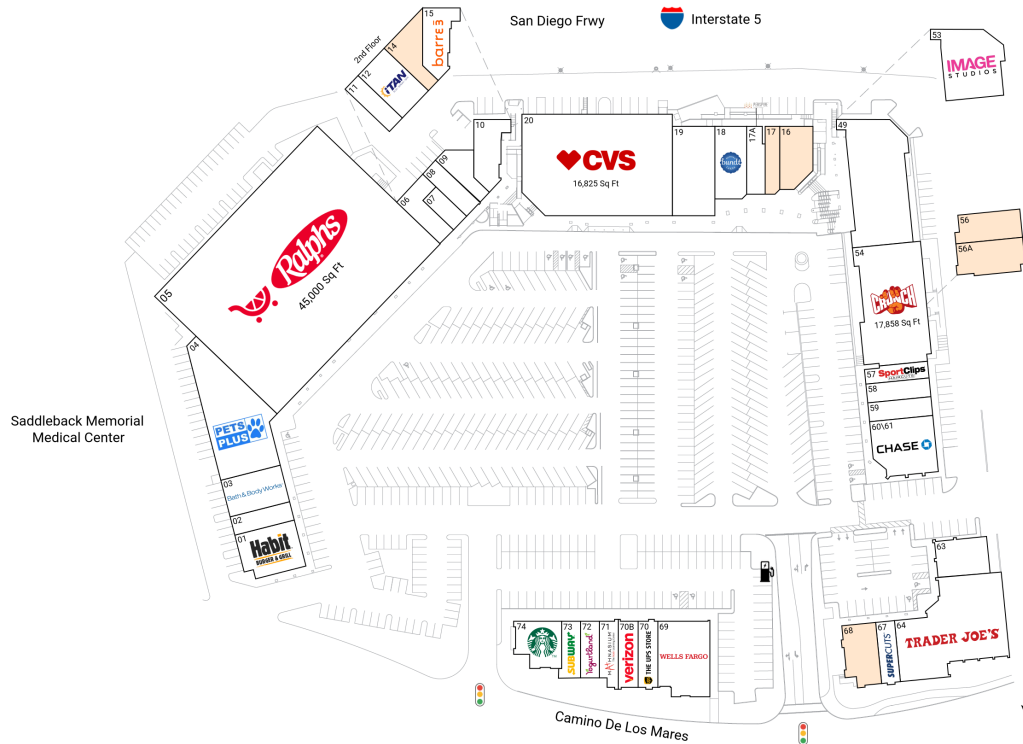 San Diego Frwy
Interstate 5
2nd Floor
11
12
iTAN
14
15
barre3
53
IMAGE
STUDIOS
10
09
08
07
06
20
CVS
16,825 Sq Ft
19
18
bundt
17A
17
16
49
56
56A
05
Ralphs
45,000 Sq Ft
54
CRUNCH
17,858 Sq Ft
57
SportClips
HAIRCUTS
58
59
60\61
CHASE
04
PETS
PLUS
Saddleback Memorial
Medical Center
03
Bath & Body Works
02
01
Habit
BURGER & GRILL
63
64
TRADER JOE'S
67
SUPERCUTS
68
74
73
SUBWAY
72
Yogurtland
71
MATHNASIUM
70B
verizon
70
THE UPS STORE
69
WELLS FARGO
Camino De Los Mares